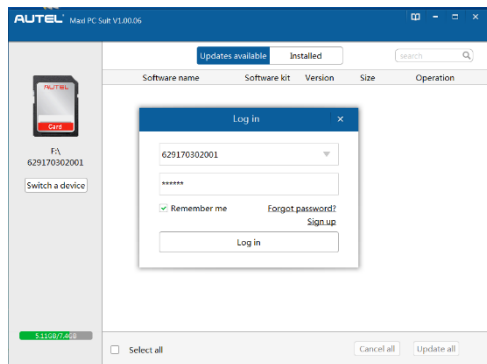 AUTEL Maxi PC Suit V1.00.06
Updates available Installed
search
Software name Software kit Version Size Operation
AUTEL
Card
F:\
629170302001
Switch a device
Log in
629170302001
******
Remember me Forgot password?
Sign up
Log in
5.11GB/7.4GB
Select all Cancel all Update all